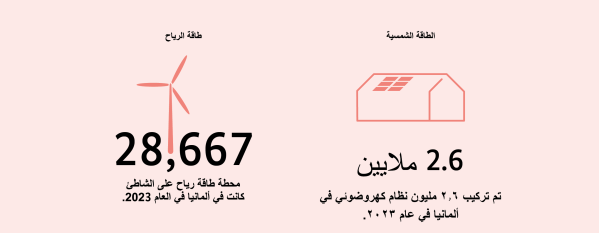 الطاقة الشمسية
2.6 ملايين
تم تركيب ٢,٦ مليون نظام كهروضوئي في
ألمانيا في عام ٢٠٢٣.
طاقة الرياح
28,667
محطة طاقة رياح على الشاطئ
كانت في ألمانيا في العام 2023.